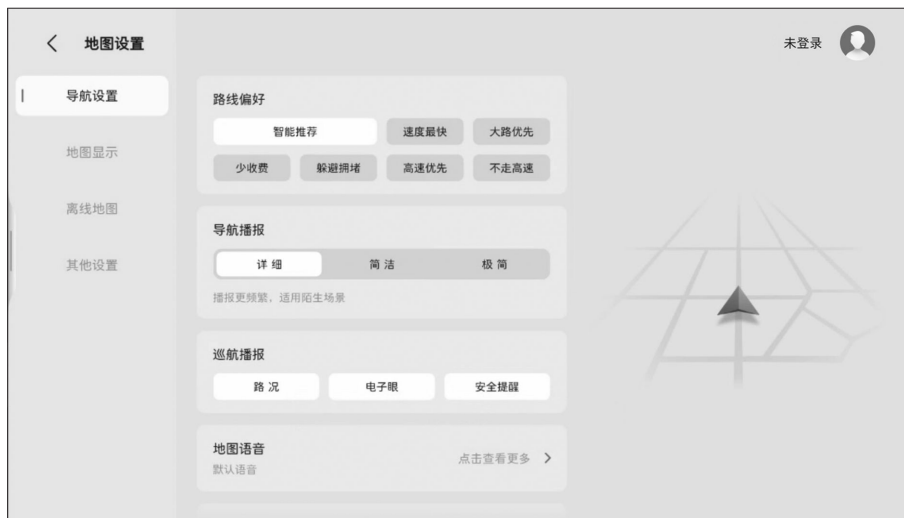 地图设置
未登录
导航设置
地图显示
离线地图
其他设置
路线偏好
智能推荐 速度最快 大路优先
少收费 躲避拥堵 高速优先 不走高速
导航播报
详细 简洁 极简
播报更频繁，适用陌生场景
巡航播报
路况 电子眼 安全提醒
地图语音
默认语音
点击查看更多